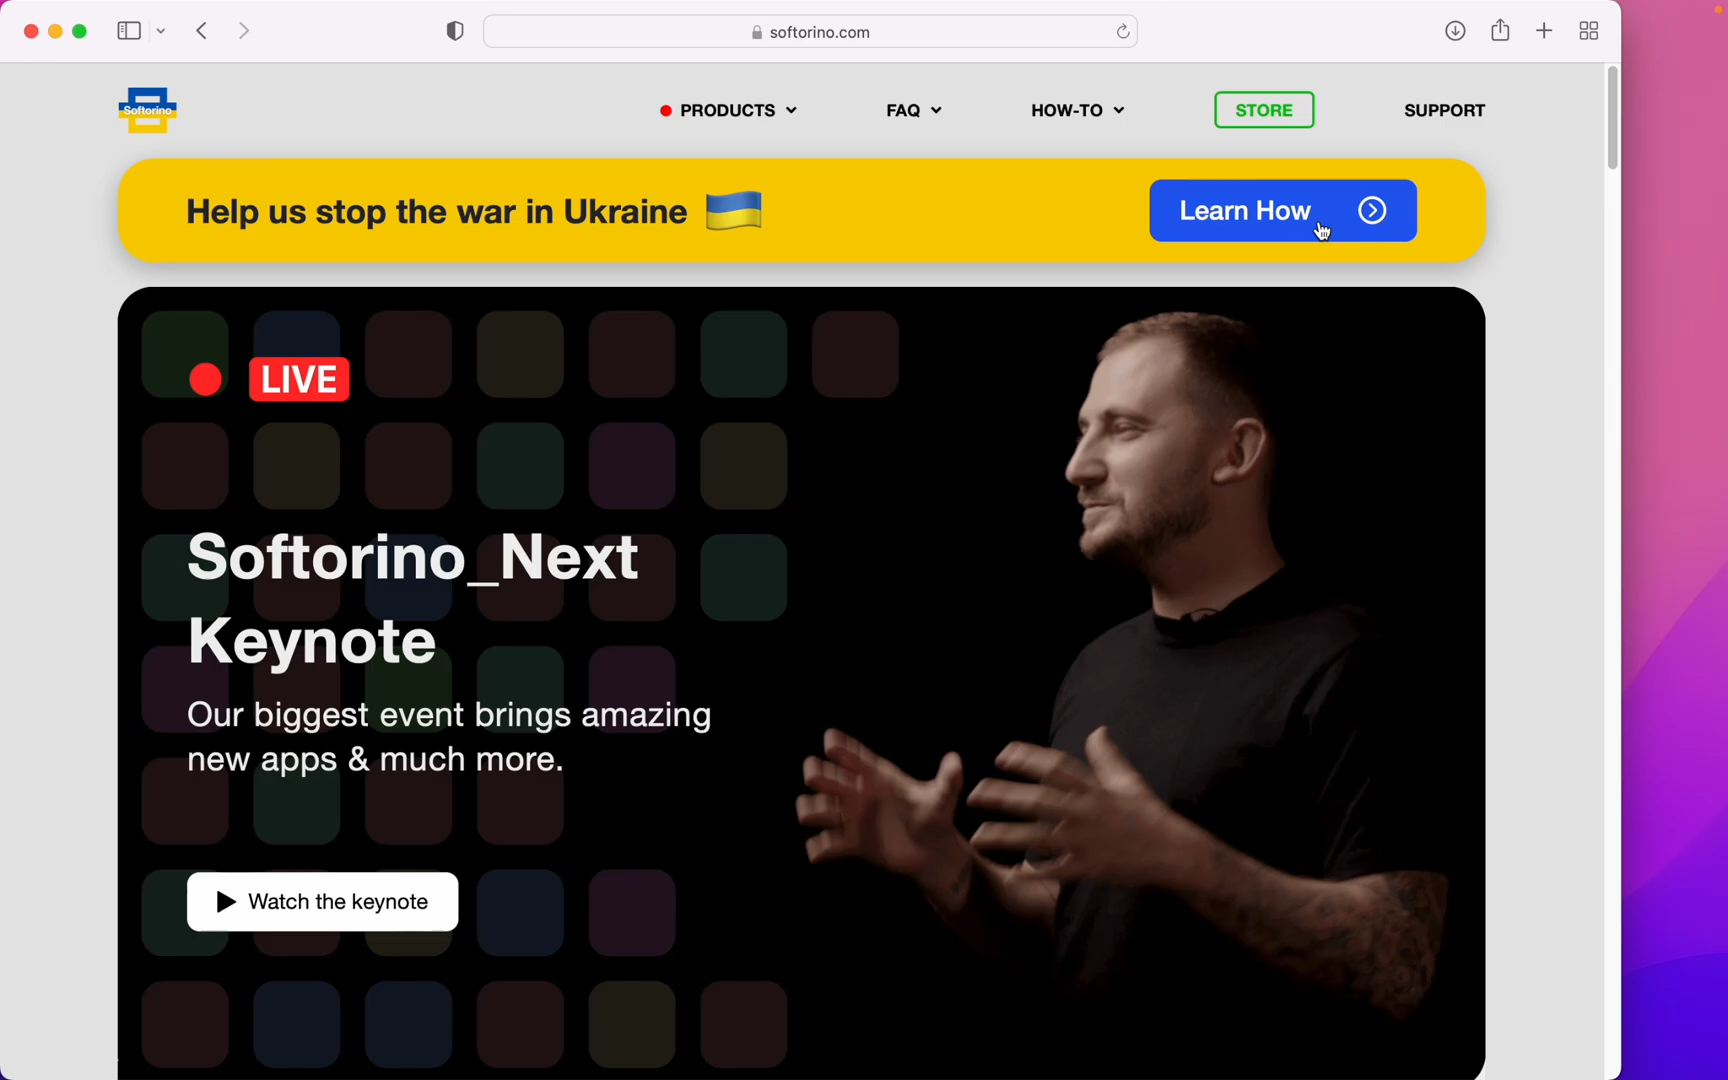 softorino.com
Softorino
PRODUCTS
FAQ
HOW-TO
STORE
SUPPORT
Help us stop the war in Ukraine
Learn How
LIVE
Softorino_Next
Keynote
Our biggest event brings amazing
new apps & much more.
Watch the keynote